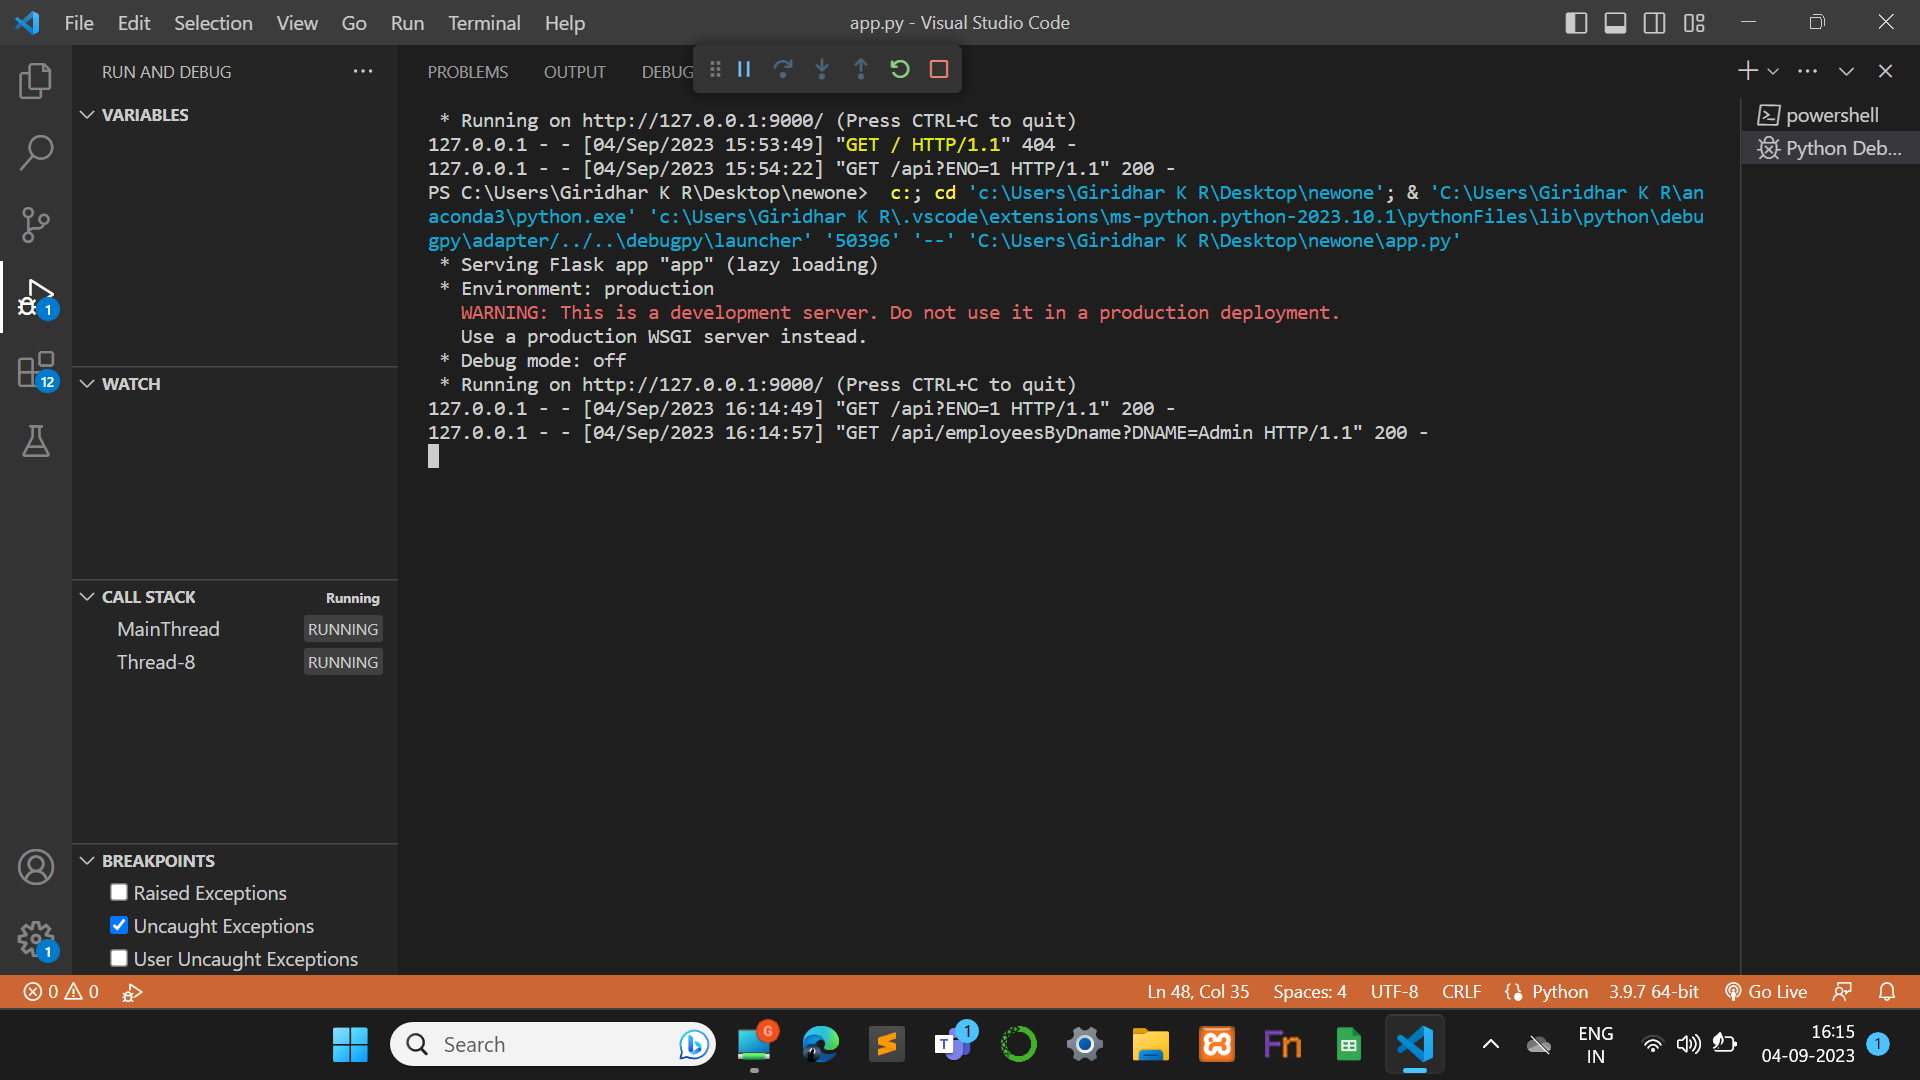 File Edit Selection View Go Run Terminal Help
app.py - Visual Studio Code
RUN AND DEBUG
PROBLEMS OUTPUT DEBUG
VARIABLES
* Running on http://127.0.0.1:9000/ (Press CTRL+C to quit)
127.0.0.1 - - [04/Sep/2023 15:53:49] "GET / HTTP/1.1" 404 -
127.0.0.1 - - [04/Sep/2023 15:54:22] "GET /api?ENO=1 HTTP/1.1" 200 -
PS C:\Users\Giridhar K R\Desktop\newone>  c:; cd 'c:\Users\Giridhar K R\Desktop\newone'; & 'C:\Users\Giridhar K R\an
aconda3\python.exe' 'c:\Users\Giridhar K R\.vscode\extensions\ms-python.python-2023.10.1\pythonFiles\lib\python\debu
gpy\adapter/../..\debugpy\launcher' '50396' '--' 'C:\Users\Giridhar K R\Desktop\newone\app.py'
* Serving Flask app "app" (lazy loading)
* Environment: production
WARNING: This is a development server. Do not use it in a production deployment.
Use a production WSGI server instead.
* Debug mode: off
* Running on http://127.0.0.1:9000/ (Press CTRL+C to quit)
127.0.0.1 - - [04/Sep/2023 16:14:49] "GET /api?ENO=1 HTTP/1.1" 200 -
127.0.0.1 - - [04/Sep/2023 16:14:57] "GET /api/employeesByDname?DNAME=Admin HTTP/1.1" 200 -
powershell
Python Deb...
1
12
WATCH
CALL STACK Running
MainThread RUNNING
Thread-8 RUNNING
BREAKPOINTS
Raised Exceptions
Uncaught Exceptions
User Uncaught Exceptions
1
0 0
Ln 48, Col 35 Spaces: 4 UTF-8 CRLF Python 3.9.7 64-bit Go Live
Search
G
T 1
Fn
ENG
IN
16:15
04-09-2023
1